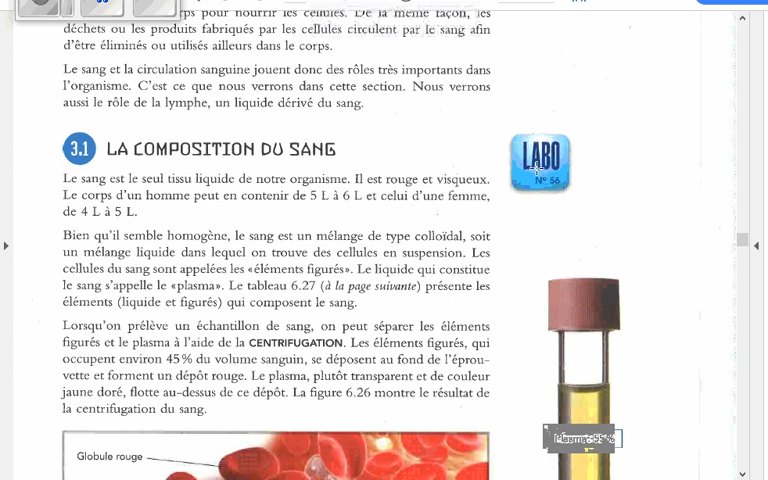 pour nourrir les cellules. De la même façon, les
déchets ou les produits fabriqués par les cellules circulent par le sang afin
d'être éliminés ou utilisés ailleurs dans le corps.
Le sang et la circulation sanguine jouent donc des rôles très importants dans
l'organisme. C'est ce que nous verrons dans cette section. Nous verrons
aussi le rôle de la lymphe, un liquide dérivé du sang.
3.1 LA COMPOSITION DU SANG
LABO
N° 56
Le sang est le seul tissu liquide de notre organisme. Il est rouge et visqueux.
Le corps d'un homme peut en contenir de 5 L à 6 L et celui d'une femme,
de 4 L à 5 L.
Bien qu'il semble homogène, le sang est un mélange de type colloïdal, soit
un mélange liquide dans lequel on trouve des cellules en suspension. Les
cellules du sang sont appelées les «éléments figurés». Le liquide qui constitue
le sang s'appelle le «plasma». Le tableau 6.27 (à la page suivante) présente les
éléments (liquide et figurés) qui composent le sang.
Lorsqu'on prélève un échantillon de sang, on peut séparer les éléments
figurés et le plasma à l'aide de la CENTRIFUGATION. Les éléments figurés, qui
occupent environ 45 % du volume sanguin, se déposent au fond de l'éprou-
vette et forment un dépôt rouge. Le plasma, plutôt transparent et de couleur
jaune doré, flotte au-dessus de ce dépôt. La figure 6.26 montre le résultat de
la centrifugation du sang.
Plasma: 55 %
Globule rouge